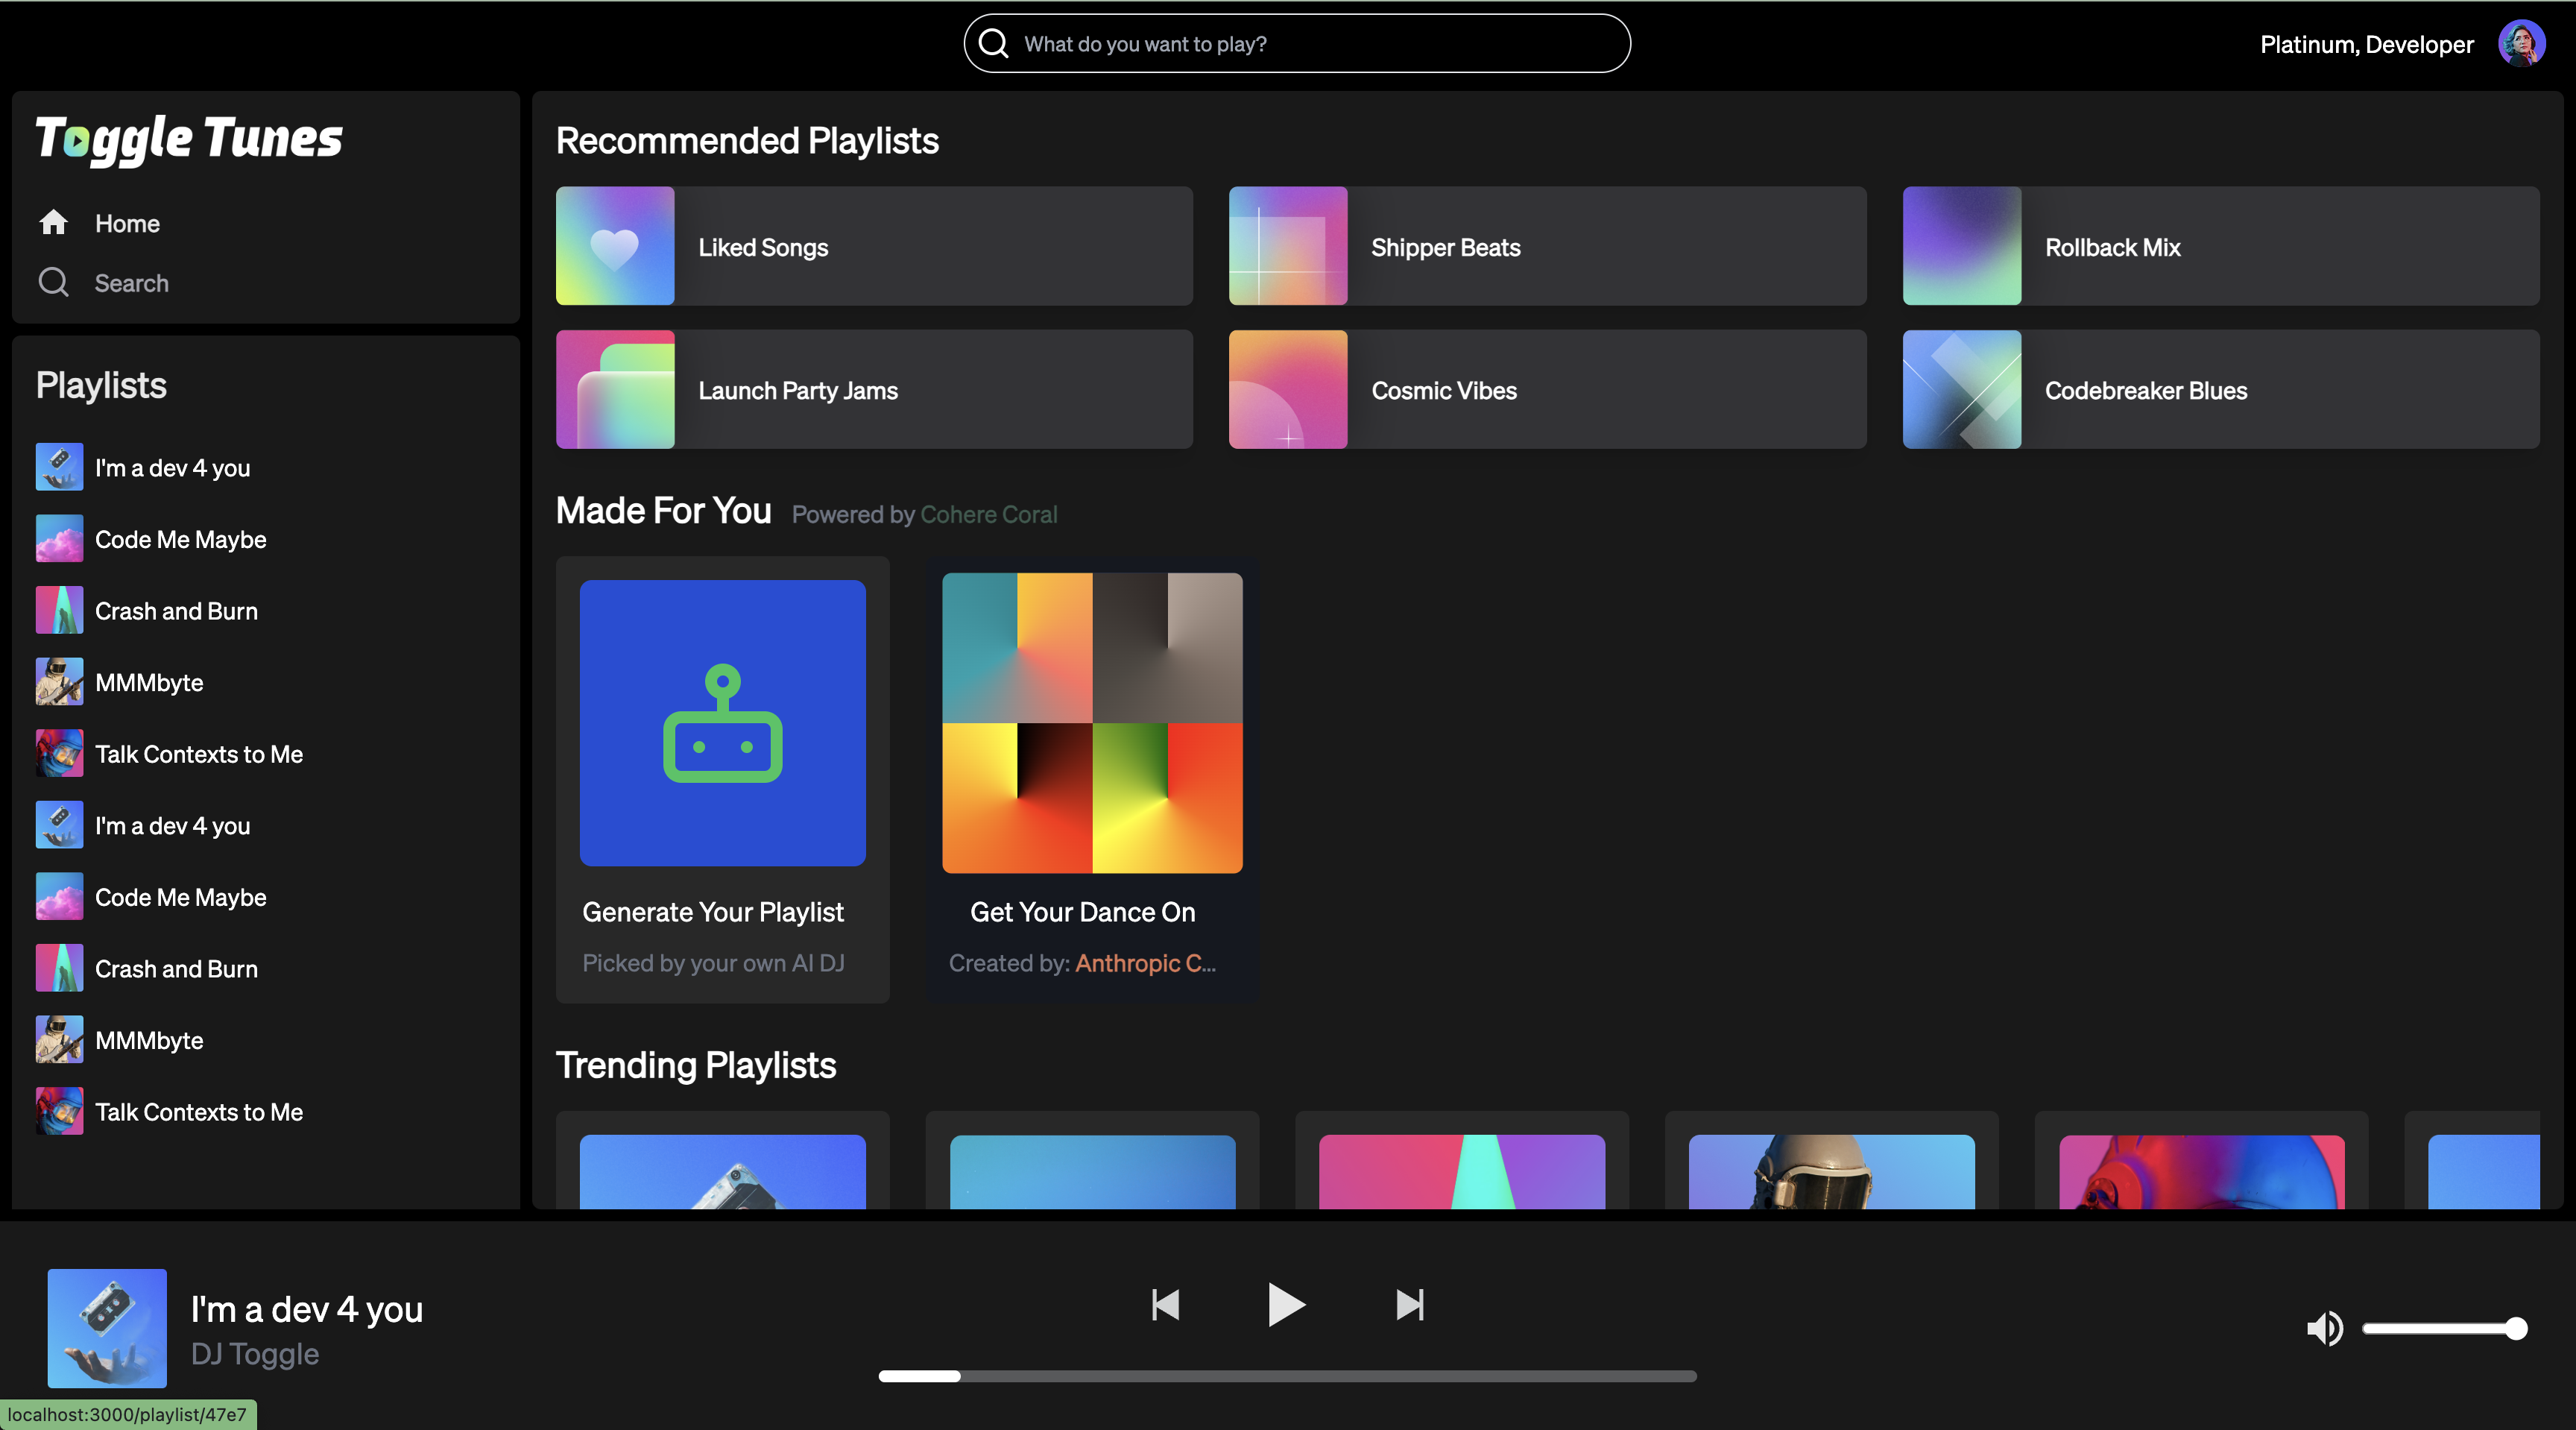 What do you want to play?
Platinum, Developer
Toggle Tunes
Home
Search
Playlists
I'm a dev 4 you
Code Me Maybe
Crash and Burn
MMMbyte
Talk Contexts to Me
I'm a dev 4 you
Code Me Maybe
Crash and Burn
MMMbyte
Talk Contexts to Me
Recommended Playlists
Liked Songs
Shipper Beats
Rollback Mix
Launch Party Jams
Cosmic Vibes
Codebreaker Blues
Made For You Powered by Cohere Coral
Generate Your Playlist
Picked by your own AI DJ
Get Your Dance On
Created by: Anthropic C...
Trending Playlists
I'm a dev 4 you
DJ Toggle
localhost:3000/playlist/47e7